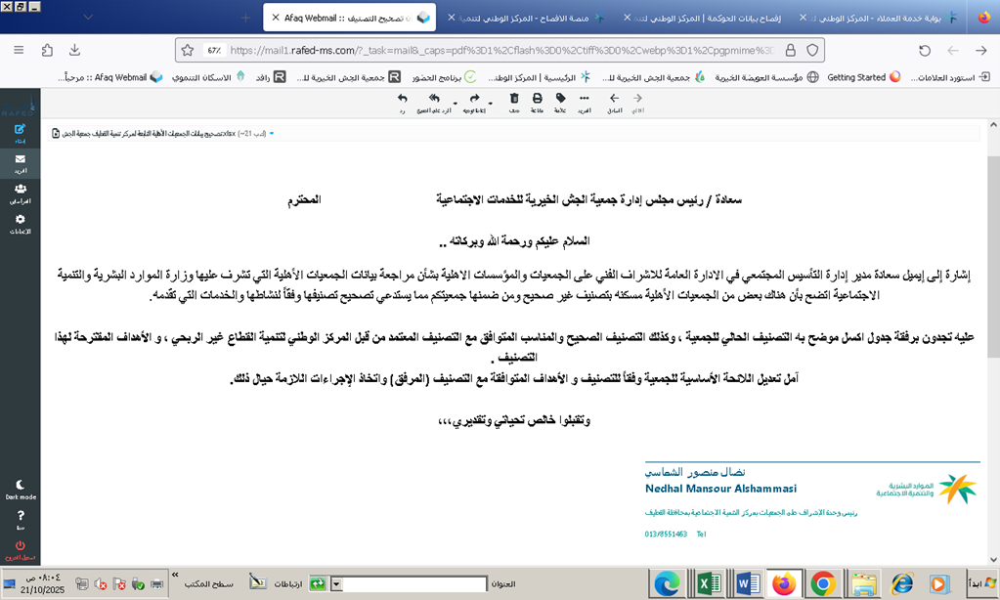 Afaq Webmail :: تصحيح التصنيف
منصة الافصاح - المركز الوطني لتنمية
إفصاح بيانات الحوكمة | المركز الوطني لتنمية
بوابة خدمة العملاء - المركز الوطني لتـ
67%
https://mail1.rafed-ms.com/?_task=mail&_caps=pdf%3D1%2Cflash%3D0%2Ctiff%3D0%2Cwebp%3D1%2Cpgpmime%3D
استورد العلامات...
Getting Started
مؤسسة العويضة الخيرية
جمعية الجش الخيرية للـ...
الرئيسية | المركز الوطنـ...
برنامج الحضور
جمعية الجش الخيرية للـ...
رافد
الاسكان التنموي
Afaq Webmail :: مرحباً...
رد
الرد على الجميع
إعادة توجيه
حذف
طباعة
علامة
المزيد
السابق
التالي
تصحيح بيانات الجمعيات الأهلية التابعة لمركز تنمية القطيف جمعية الجش.xlsx (~21 كب)
سعادة / رئيس مجلس إدارة جمعية الجش الخيرية للخدمات الاجتماعية المحترم
السلام عليكم ورحمة الله وبركاته ..
إشارة إلى إيميل سعادة مدير إدارة التأسيس المجتمعي في الادارة العامة للاشراف الفني على الجمعيات والمؤسسات الاهلية بشأن مراجعة بيانات الجمعيات الأهلية التي تشرف عليها وزارة الموارد البشرية والتنمية
الاجتماعية اتضح بأن هناك بعض من الجمعيات الأهلية مسكنه بتصنيف غير صحيح ومن ضمنها جمعيتكم مما يستدعي تصحيح تصنيفها وفقاً لنشاطها والخدمات التي تقدمه.
عليه تجدون برفقة جدول اكسل موضح به التصنيف الحالي للجمعية ، وكذلك التصنيف الصحيح والمناسب المتوافق مع التصنيف المعتمد من قبل المركز الوطني لتنمية القطاع غير الربحي ، و الأهداف المقترحة لهذا
التصنيف .
آمل تعديل اللائحة الأساسية للجمعية وفقاً للتصنيف و الأهداف المتوافقة مع التصنيف (المرفق) واتخاذ الإجراءات اللازمة حيال ذلك.
وتقبلوا خالص تحياتي وتقديري،،،
نضال منصور الشماسي
Nedhal Mansour Alshammasi
رئيس وحدة الإشراف على الجمعيات بمركز التنمية الاجتماعية بمحافظة القطيف
013/8551463 Tel
الموارد البشرية
والتنمية الاجتماعية
RAFED
إنشاء
البريد
المراسلين
الإعدادات
Dark mode
تسجيل الخروج
ابدأ
العنوان
ارتباطات
سطح المكتب
٠٨:٠٤ ص
21/10/2025